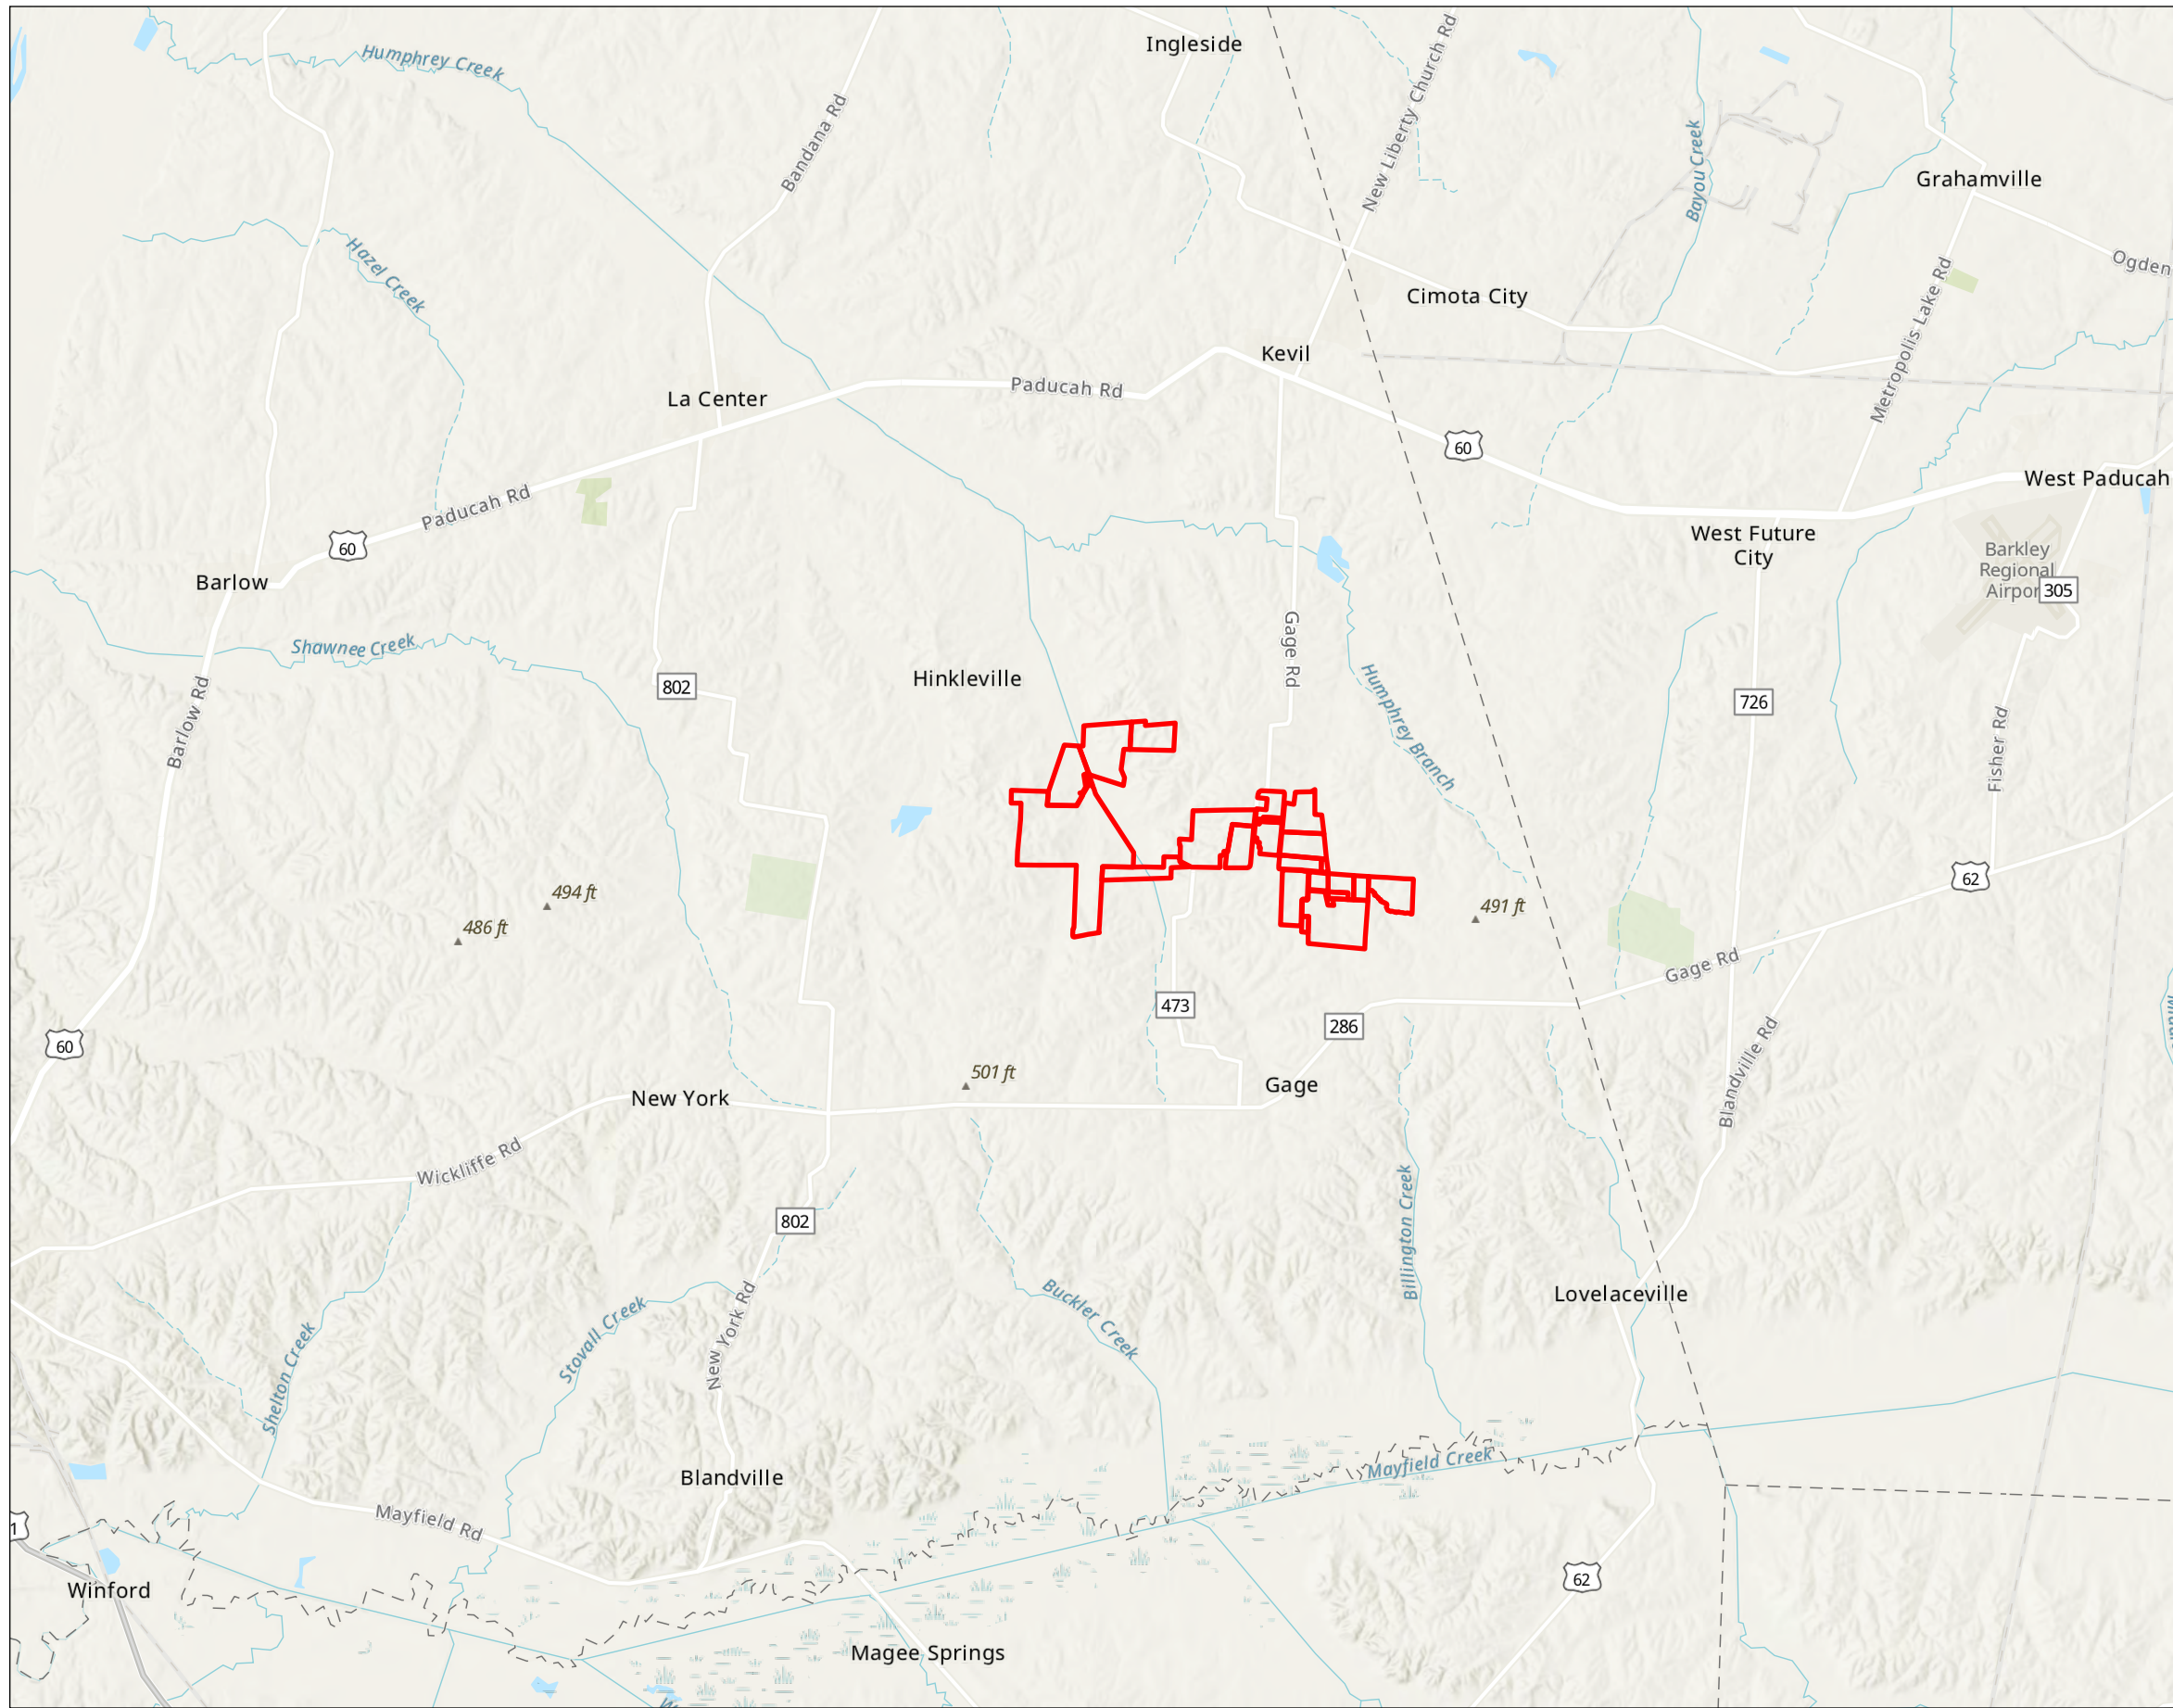 Ingleside
New Liberty Church Rd
Humphrey Creek
Bandana Rd
Bayou Creek
Grahamville
Ogden
Hazel Creek
Metropolis Lake Rd
Cimota City
Kevil
Paducah Rd
La Center
60
West Paducah
Paducah Rd
60
West Future
City
Barkley
Regional
Airpor
305
Barlow
Shawnee Creek
Gage Rd
Hinkleville
802
Humphrey Branch
726
Barlow Rd
Fisher Rd
494 ft
486 ft
491 ft
62
Gage Rd
473
286
60
Blandville Rd
501 ft
Gage
New York
Wickliffe Rd
Billington Creek
802
Buckler Creek
Lovelaceville
Stovall Creek
New York Rd
Shelton Creek
Mayfield Creek
Blandville
Mayfield Rd
1
62
Winford
Magee Springs